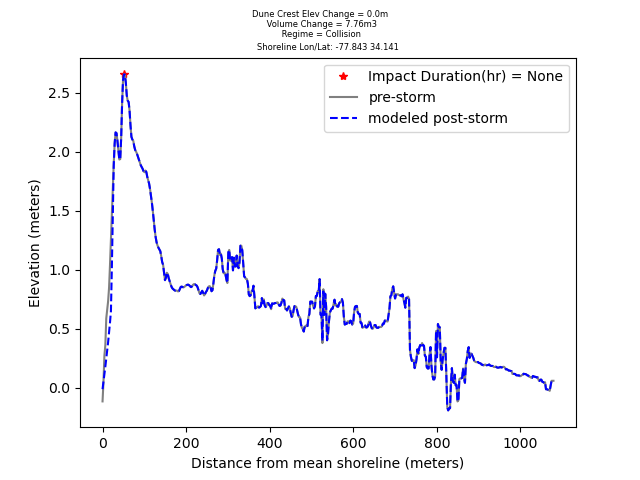 Dune Crest Elev Change = 0.0m
Volume Change = 7.76m3
Regime = Collision
Shoreline Lon/Lat: -77.843 34.141
Impact Duration(hr) = None
pre-storm
modeled post-storm
Elevation (meters)
2.5
2.0
1.5
1.0
0.5
0.0
0 200 400 600 800 1000
Distance from mean shoreline (meters)